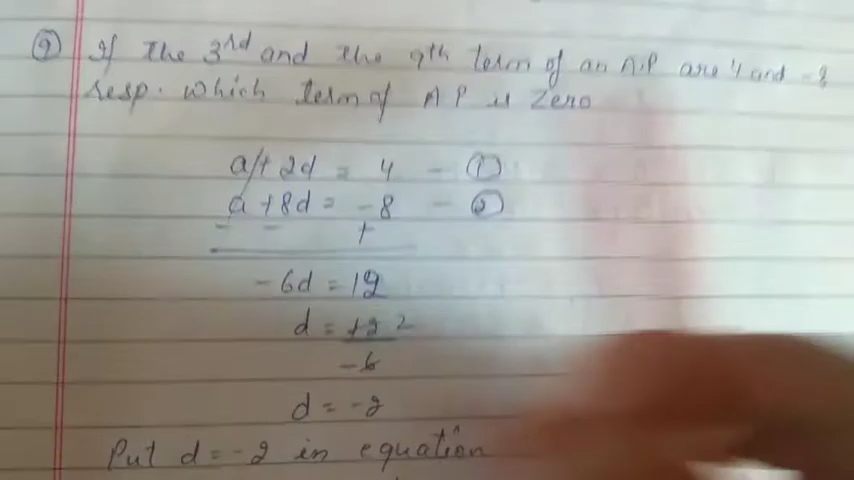 9) If the 3rd and the 9th term of an A.P are 4 and -8
resp. which term of A P is Zero
a + 2d = 4 - ①
a + 8d = -8 - ②
- - +
-6d = 12
d = 12 2
-6
d = -2
Put d = -2 in equation